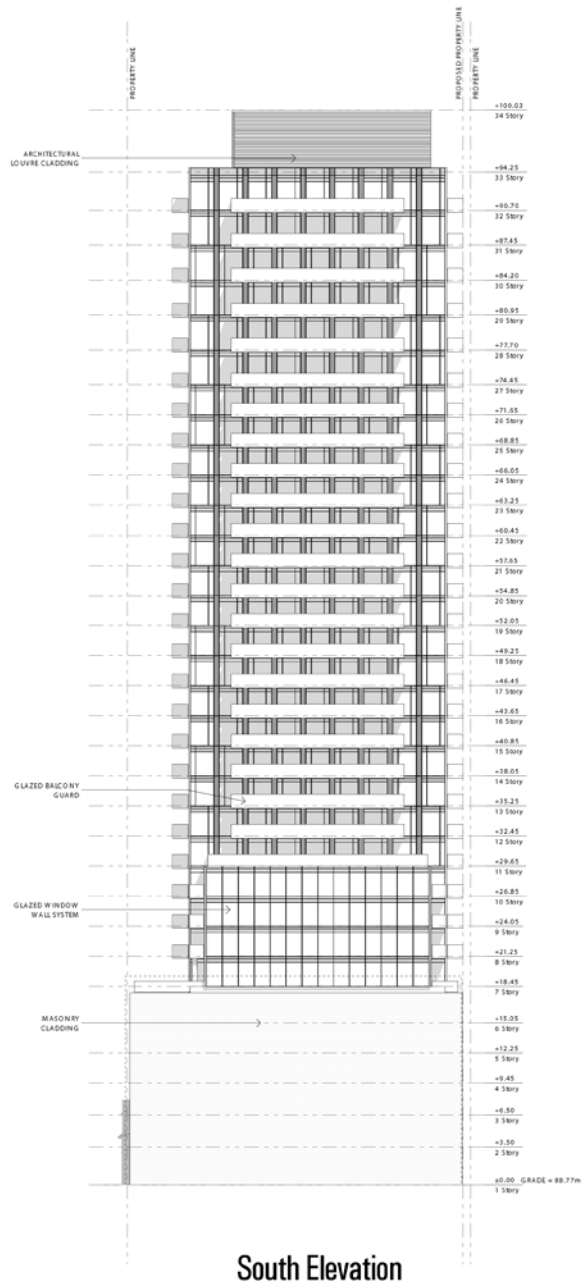 PROPERTY LINE
PROPOSED PROPERTY LINE
PROPERTY LINE
+100.03
34 Story
ARCHITECTURAL
LOUVRE CLADDING
+94.25
33 Story
+90.70
32 Story
+87.45
31 Story
+84.20
30 Story
+80.95
29 Story
+77.70
28 Story
+74.45
27 Story
+71.65
26 Story
+68.85
25 Story
+66.05
24 Story
+63.25
23 Story
+60.45
22 Story
+57.65
21 Story
+54.85
20 Story
+52.05
19 Story
+49.25
18 Story
+46.45
17 Story
+43.65
16 Story
+40.85
15 Story
+38.05
14 Story
GLAZED BALCONY
GUARD
+35.25
13 Story
+32.45
12 Story
+29.65
11 Story
+26.85
10 Story
GLAZED WINDOW
WALL SYSTEM
+24.05
9 Story
+21.25
8 Story
+18.45
7 Story
MASONRY
CLADDING
+15.05
6 Story
+12.25
5 Story
+9.45
4 Story
+6.50
3 Story
+3.50
2 Story
±0.00 GRADE = 88.77m
1 Story
South Elevation